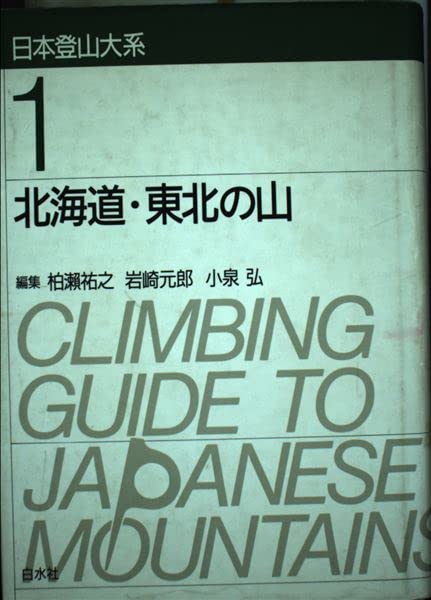 日本登山大系
1
北海道・東北の山
編集 柏瀬祐之 岩崎元郎 小泉 弘
CLIMBING
GUIDE TO
JAPANESE
MOUNTAINS
白水社